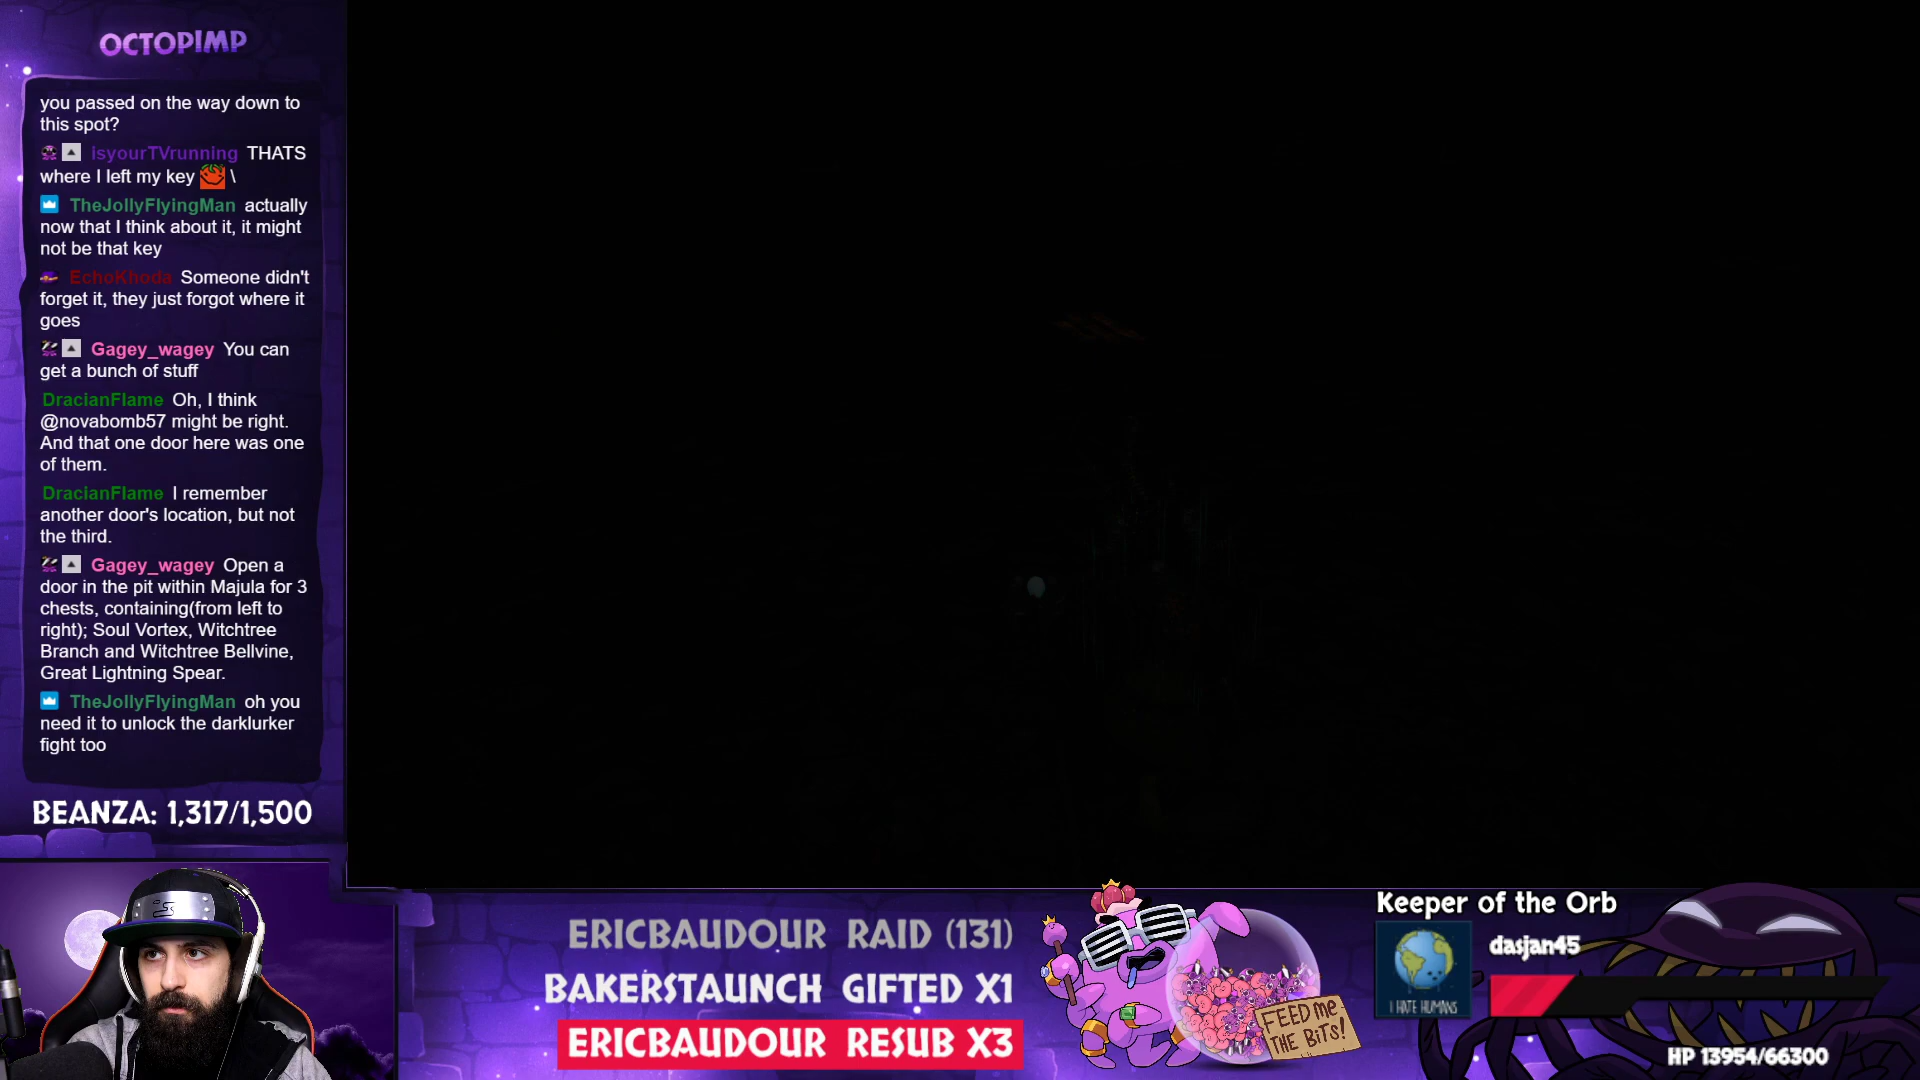 OCTOPIMP
you passed on the way down to
this spot?
isyourTVrunning THATS
where I left my key \
TheJollyFlyingMan actually
now that I think about it, it might
not be that key
EchoKhoda Someone didn't
forget it, they just forgot where it
goes
Gagey_wagey You can
get a bunch of stuff
DracianFlame Oh, I think
@novabomb57 might be right.
And that one door here was one
of them.
DracianFlame I remember
another door's location, but not
the third.
Gagey_wagey Open a
door in the pit within Majula for 3
chests, containing(from left to
right); Soul Vortex, Witchtree
Branch and Witchtree Bellvine,
Great Lightning Spear.
TheJollyFlyingMan oh you
need it to unlock the darklurker
fight too
BEANZA: 1,317/1,500
ERICBAUDOUR RAID (131)
BAKERSTAUNCH GIFTED X1
ERICBAUDOUR RESUB X3
FEED ME
THE BITS!
Keeper of the Orb
dasjan45
I HATE HUMANS
HP 13954/66300